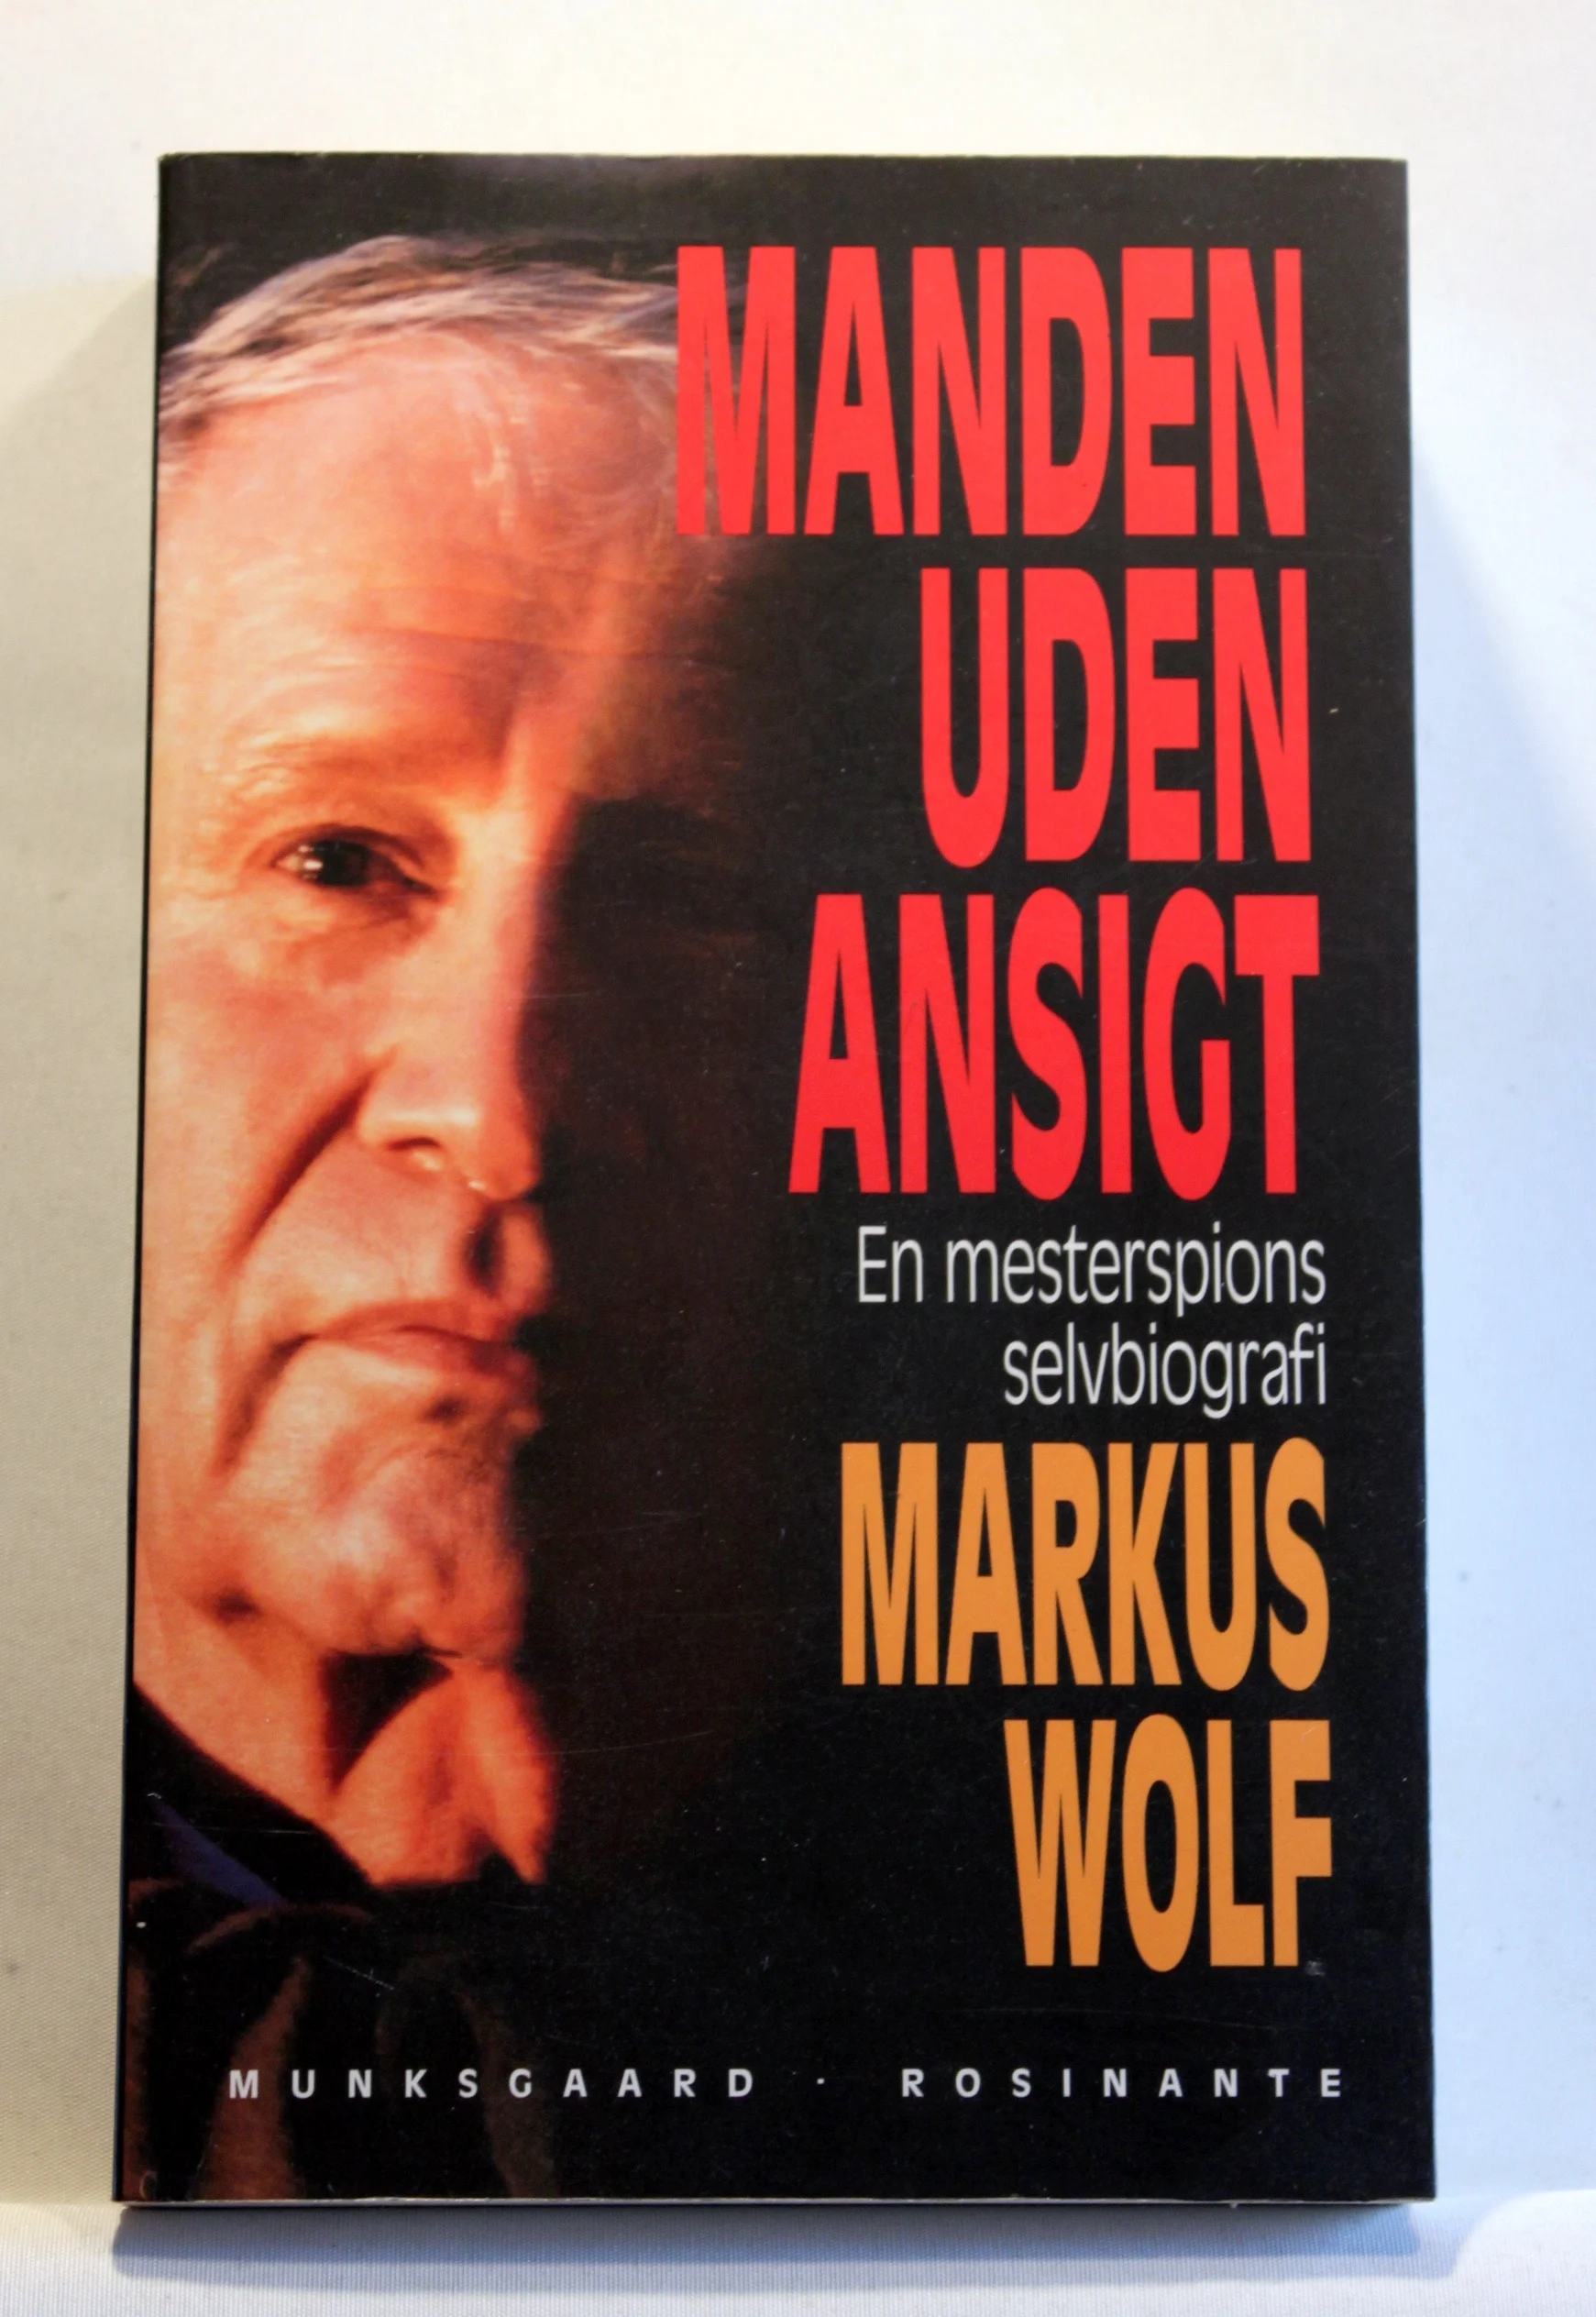 MANDEN
UDEN
ANSIGT
En mesterspions
selvbiografi
MARKUS
WOLF
MUNKSGAARD · ROSINANTE